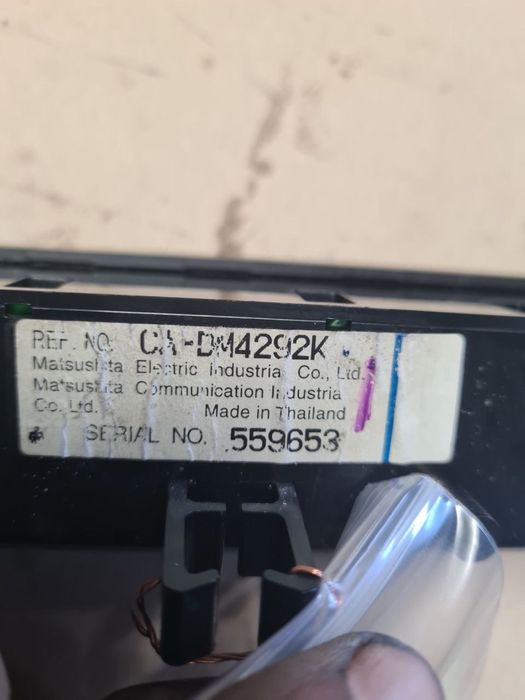 REF. NO. CA-DM4292K
Matsushita Electric Industrial Co., Ltd.
Matsushita Communication Industrial
Co. Ltd. Made in Thailand
SERIAL NO. 559653